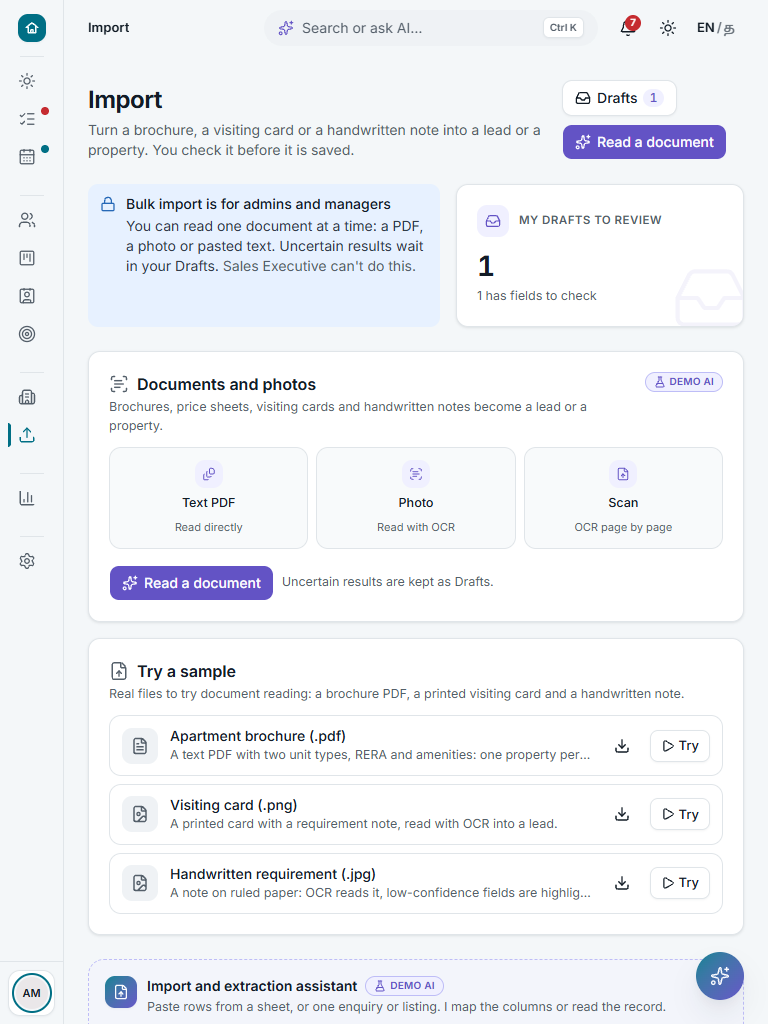 Import
Search or ask AI...
Ctrl K
7
EN / த
Import
Turn a brochure, a visiting card or a handwritten note into a lead or a
property. You check it before it is saved.
Drafts 1
Read a document
Bulk import is for admins and managers
You can read one document at a time: a PDF,
a photo or pasted text. Uncertain results wait
in your Drafts. Sales Executive can't do this.
MY DRAFTS TO REVIEW
1
1 has fields to check
Documents and photos
DEMO AI
Brochures, price sheets, visiting cards and handwritten notes become a lead or a
property.
Text PDF
Read directly
Photo
Read with OCR
Scan
OCR page by page
Read a document
Uncertain results are kept as Drafts.
Try a sample
Real files to try document reading: a brochure PDF, a printed visiting card and a handwritten note.
Apartment brochure (.pdf)
A text PDF with two unit types, RERA and amenities: one property per...
Try
Visiting card (.png)
A printed card with a requirement note, read with OCR into a lead.
Try
Handwritten requirement (.jpg)
A note on ruled paper: OCR reads it, low-confidence fields are highlig...
Try
AM
Import and extraction assistant
DEMO AI
Paste rows from a sheet, or one enquiry or listing. I map the columns or read the record.